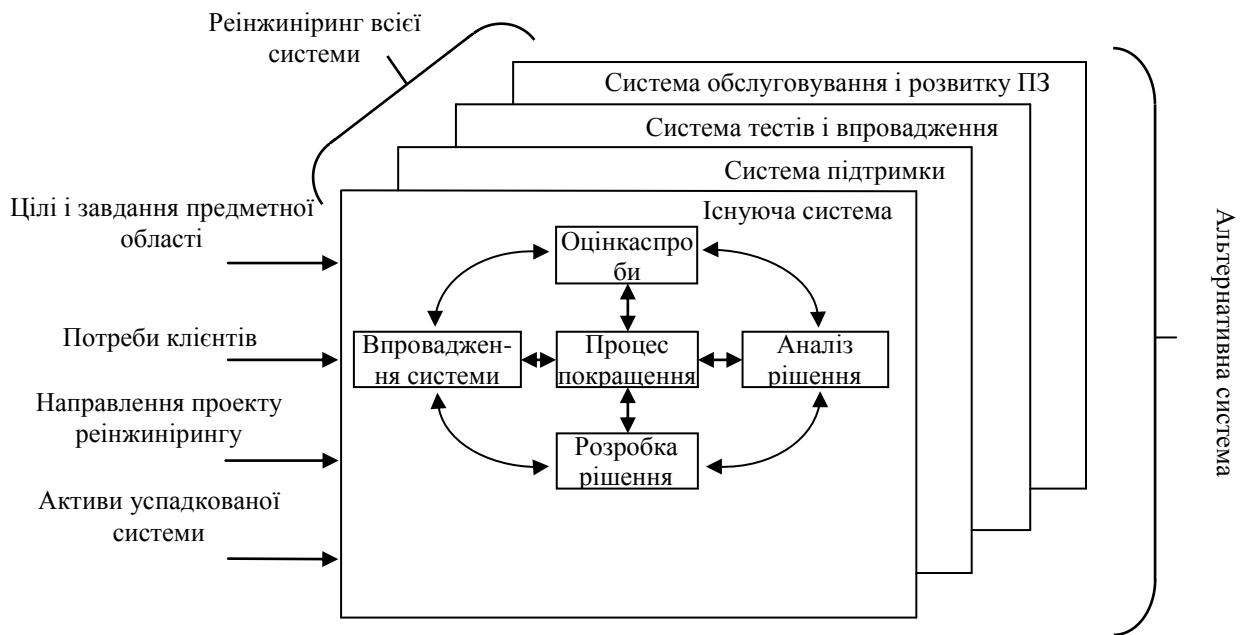 Реінжиніринг всієї
системи
Система обслуговування і розвитку ПЗ
Система тестів і впровадження
Система підтримки
Існуюча система
Цілі і завдання предметної
області
Потреби клієнтів
Направлення проекту
реінжинірингу
Активи успадкованої
системи
Оцінкаспро
би
Впроваджен-
ня системи
Процес
покращення
Аналіз
рішення
Розробка
рішення
Альтернативна система